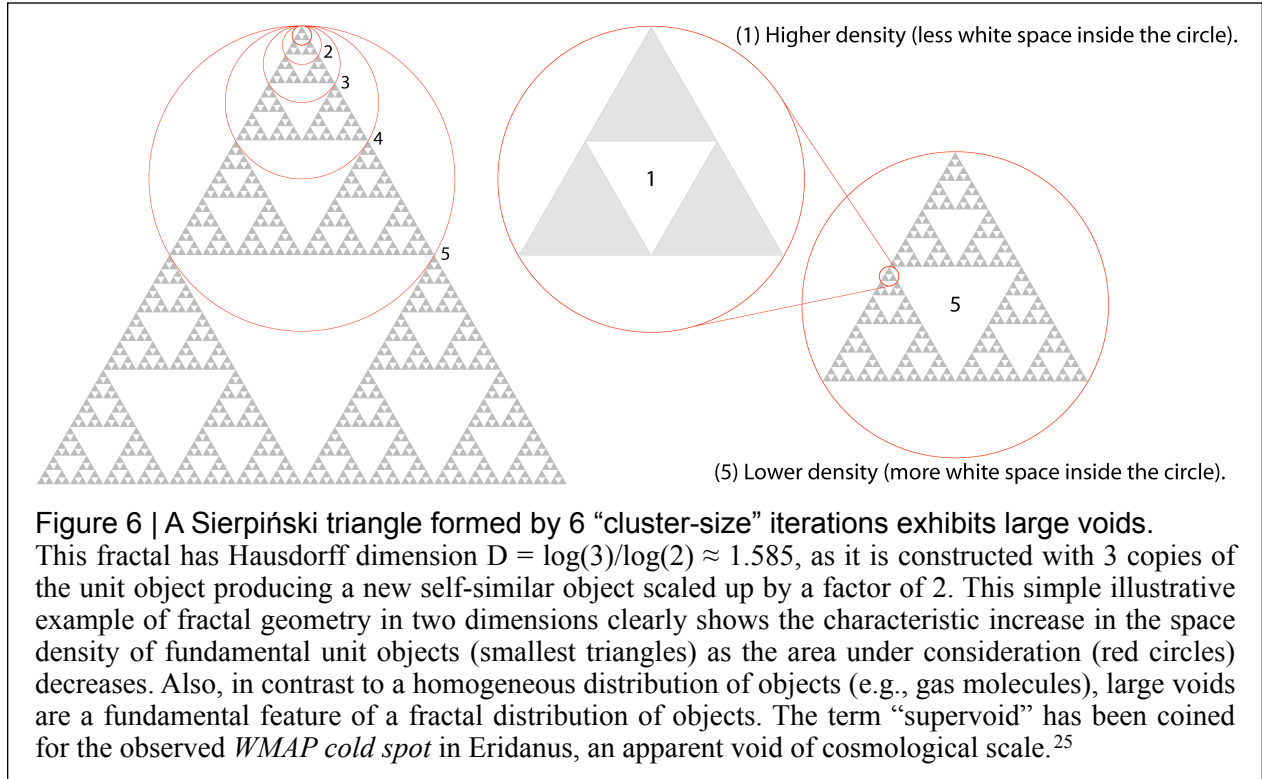 (1) Higher density (less white space inside the circle).
2
3
4
5
1
5
(5) Lower density (more white space inside the circle).
Figure 6 | A Sierpiński triangle formed by 6 “cluster-size” iterations exhibits large voids.
This fractal has Hausdorff dimension D = log(3)/log(2) ≈ 1.585, as it is constructed with 3 copies of
the unit object producing a new self-similar object scaled up by a factor of 2. This simple illustrative
example of fractal geometry in two dimensions clearly shows the characteristic increase in the space
density of fundamental unit objects (smallest triangles) as the area under consideration (red circles)
decreases. Also, in contrast to a homogeneous distribution of objects (e.g., gas molecules), large voids
are a fundamental feature of a fractal distribution of objects. The term “supervoid” has been coined
for the observed WMAP cold spot in Eridanus, an apparent void of cosmological scale.25